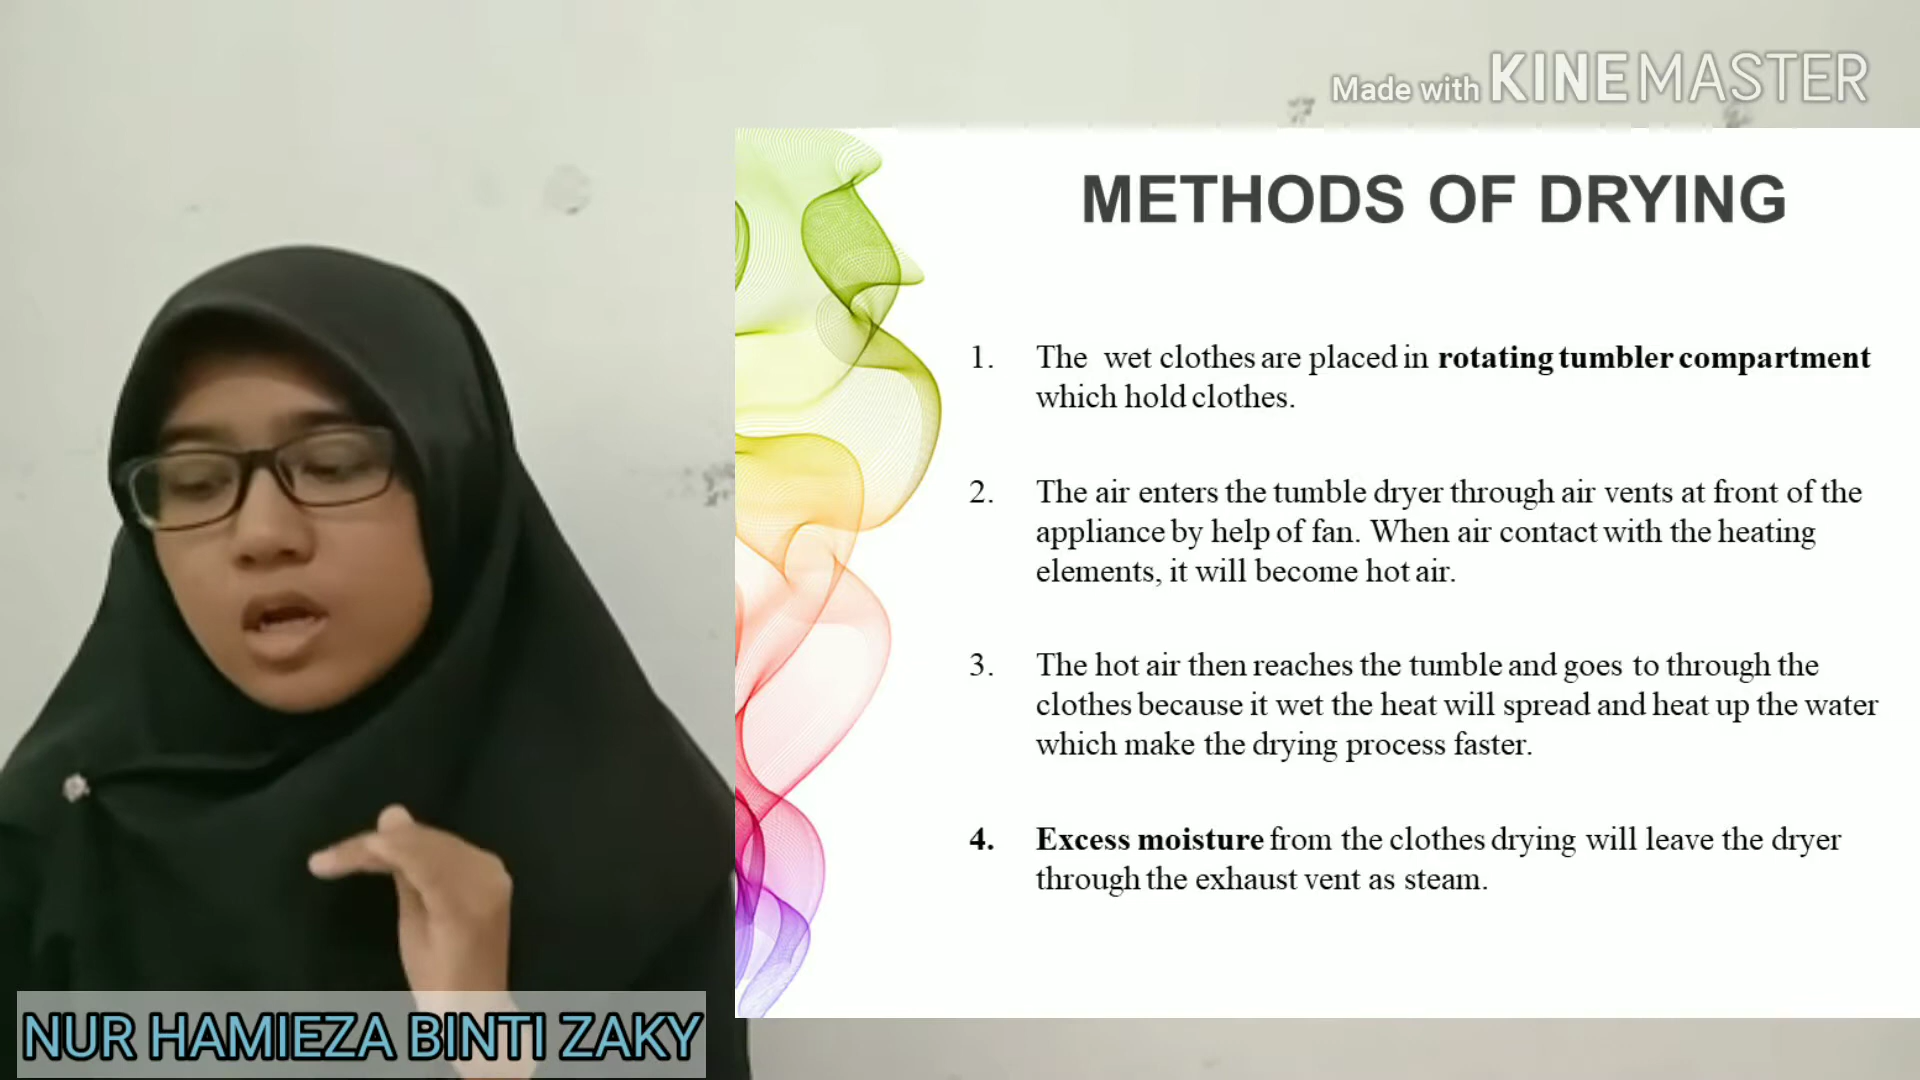 Made with KINEMASTER
METHODS OF DRYING
1. The wet clothes are placed in rotating tumbler compartment
which hold clothes.
2. The air enters the tumble dryer through air vents at front of the
appliance by help of fan. When air contact with the heating
elements, it will become hot air.
3. The hot air then reaches the tumble and goes to through the
clothes because it wet the heat will spread and heat up the water
which make the drying process faster.
4. Excess moisture from the clothes drying will leave the dryer
through the exhaust vent as steam.
NUR HAMIEZA BINTI ZAKY